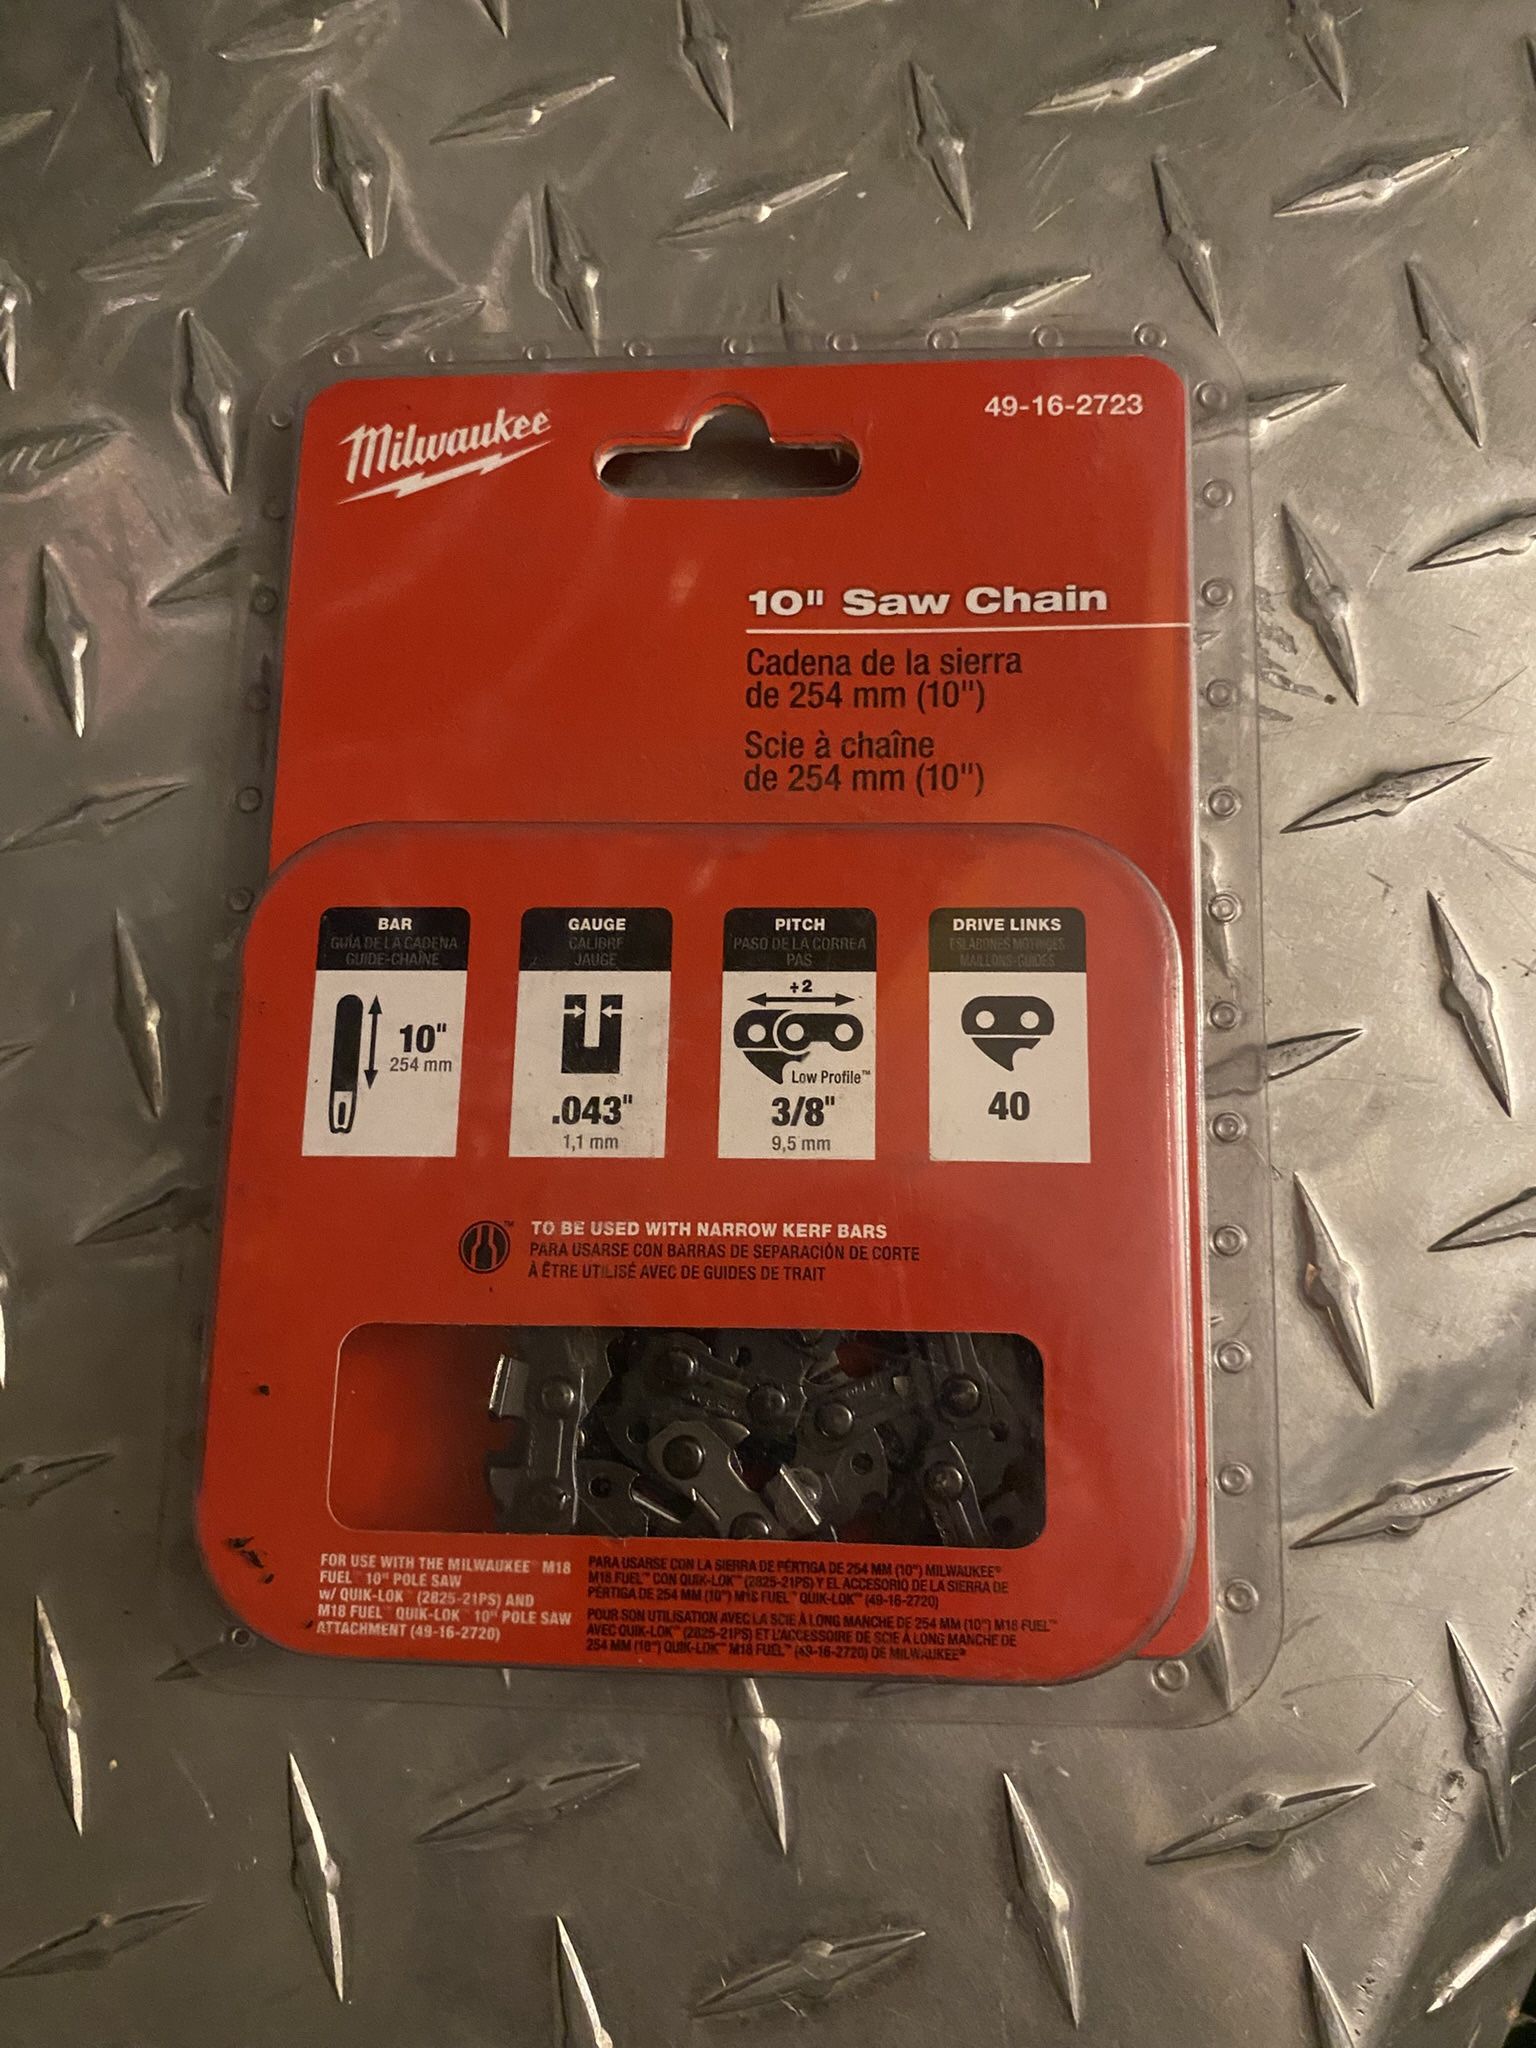 Milwaukee
49-16-2723
10" Saw Chain
Cadena de la sierra
de 254 mm (10")
Scie à chaîne
de 254 mm (10")
BAR
GUÍA DE LA CADENA
GUIDE-CHAÎNE
10"
254 mm
GAUGE
CALIBRE
JAUGE
.043"
1,1 mm
PITCH
PASO DE LA CORREA
PAS
÷2
Low Profile™
3/8"
9,5 mm
DRIVE LINKS
ESLABONES MOTRICES
MAILLONS-GUIDES
40
TO BE USED WITH NARROW KERF BARS
PARA USARSE CON BARRAS DE SEPARACIÓN DE CORTE
À ÊTRE UTILISÉ AVEC DE GUIDES DE TRAIT
FOR USE WITH THE MILWAUKEE™ M18
FUEL™ 10" POLE SAW
w/ QUIK-LOK™ (2825-21PS) AND
M18 FUEL™ QUIK-LOK™ 10" POLE SAW
ATTACHMENT (49-16-2720)
PARA USARSE CON LA SIERRA DE PÉRTIGA DE 254 MM (10") MILWAUKEE®
M18 FUEL™ CON QUIK-LOK™ (2825-21PS) Y EL ACCESORIO DE LA SIERRA DE
PÉRTIGA DE 254 MM (10") M18 FUEL™ QUIK-LOK™ (49-16-2720)
POUR SON UTILISATION AVEC LA SCIE À LONG MANCHE DE 254 MM (10") M18 FUEL™
AVEC QUIK-LOK™ (2825-21PS) ET L'ACCESSOIRE DE SCIE À LONG MANCHE DE
254 MM (10") QUIK-LOK™ M18 FUEL™ (49-16-2720) DE MILWAUKEE®